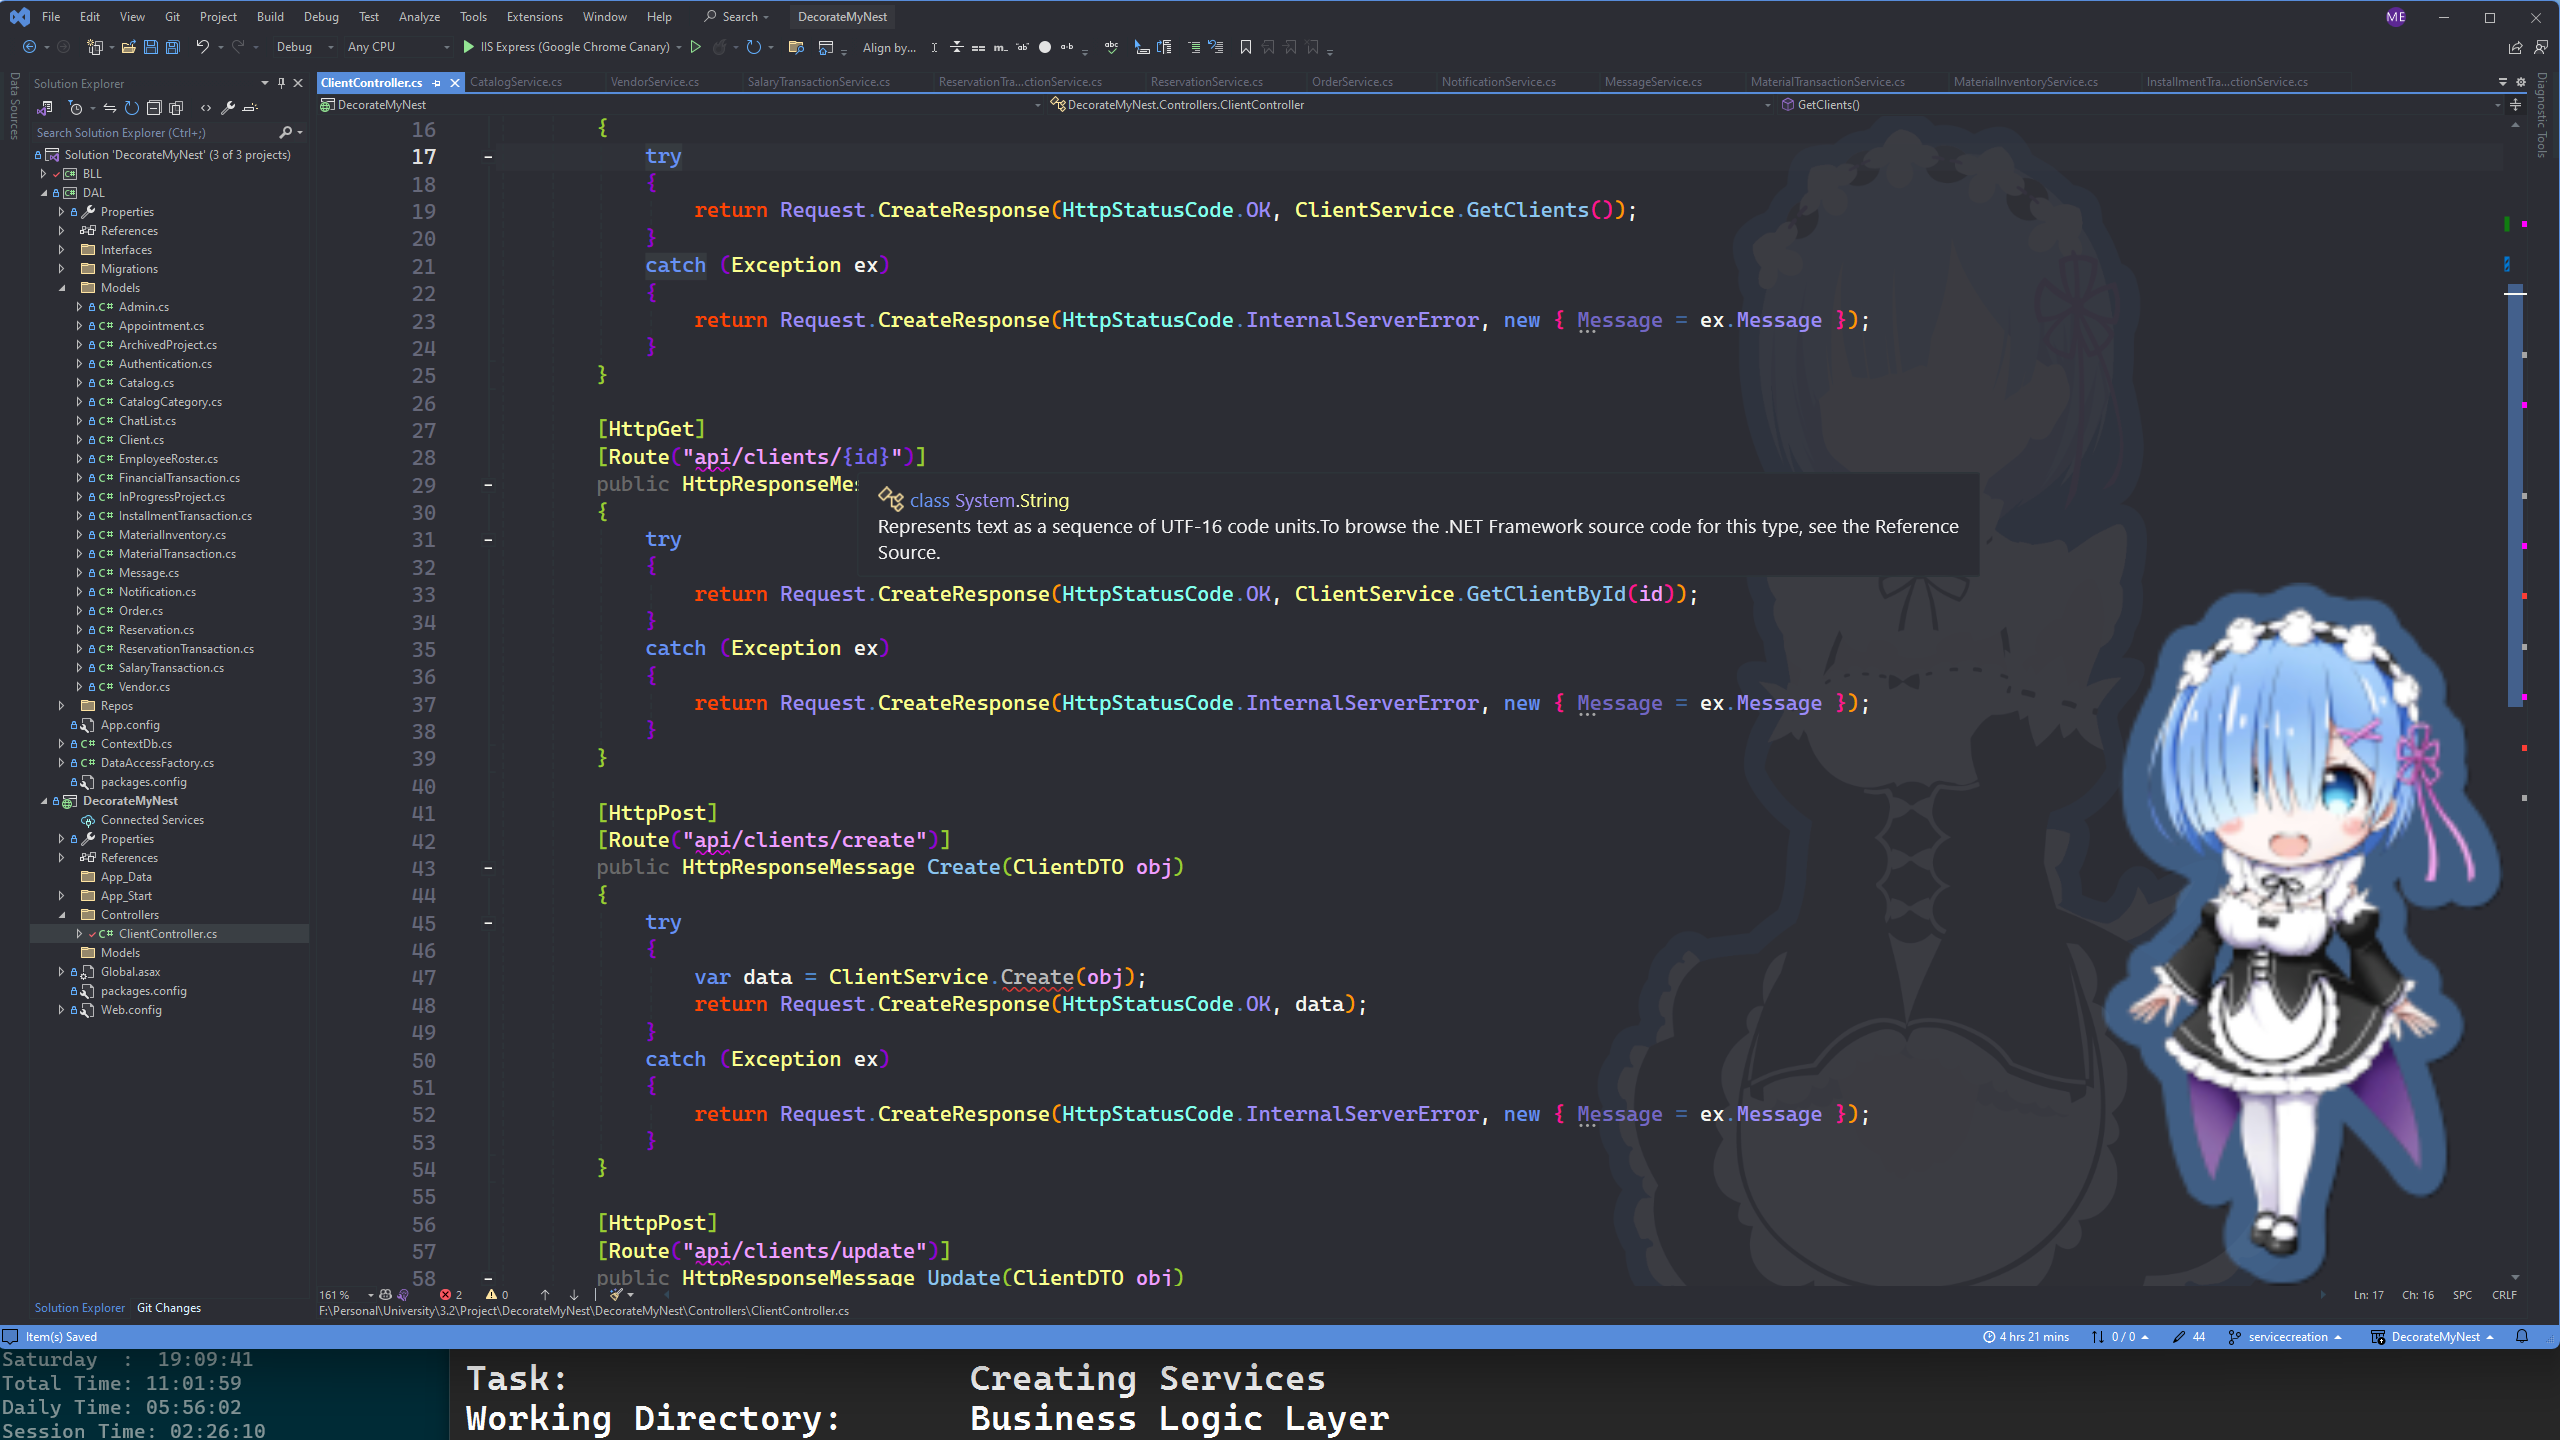 File Edit View Git Project Build Debug Test Analyze Tools Extensions Window Help Search DecorateMyNest ME
Debug Any CPU IIS Express (Google Chrome Canary) Align by...
Data Sources
Solution Explorer
Search Solution Explorer (Ctrl+;)
Solution 'DecorateMyNest' (3 of 3 projects)
BLL
DAL
Properties
References
Interfaces
Migrations
Models
C# Admin.cs
C# Appointment.cs
C# ArchivedProject.cs
C# Authentication.cs
C# Catalog.cs
C# CatalogCategory.cs
C# ChatList.cs
C# Client.cs
C# EmployeeRoster.cs
C# FinancialTransaction.cs
C# InProgressProject.cs
C# InstallmentTransaction.cs
C# MaterialInventory.cs
C# MaterialTransaction.cs
C# Message.cs
C# Notification.cs
C# Order.cs
C# Reservation.cs
C# ReservationTransaction.cs
C# SalaryTransaction.cs
C# Vendor.cs
Repos
App.config
C# ContextDb.cs
C# DataAccessFactory.cs
packages.config
DecorateMyNest
Connected Services
Properties
References
App_Data
App_Start
Controllers
C# ClientController.cs
Models
Global.asax
packages.config
Web.config
Solution Explorer Git Changes
ClientController.cs CatalogService.cs VendorService.cs SalaryTransactionService.cs ReservationTra...ctionService.cs ReservationService.cs OrderService.cs NotificationService.cs MessageService.cs MaterialTransactionService.cs MaterialInventoryService.cs InstallmentTra...ctionService.cs
DecorateMyNest DecorateMyNest.Controllers.ClientController GetClients()
Diagnostic Tools
16 {
17 try
18 {
19 return Request.CreateResponse(HttpStatusCode.OK, ClientService.GetClients());
20 }
21 catch (Exception ex)
22 {
23 return Request.CreateResponse(HttpStatusCode.InternalServerError, new { Message = ex.Message });
24 }
25 }
26
27 [HttpGet]
28 [Route("api/clients/{id}")]
29 public HttpResponseMes
class System.String
Represents text as a sequence of UTF-16 code units.To browse the .NET Framework source code for this type, see the Reference
Source.
30 {
31 try
32 {
33 return Request.CreateResponse(HttpStatusCode.OK, ClientService.GetClientById(id));
34 }
35 catch (Exception ex)
36 {
37 return Request.CreateResponse(HttpStatusCode.InternalServerError, new { Message = ex.Message });
38 }
39 }
40
41 [HttpPost]
42 [Route("api/clients/create")]
43 public HttpResponseMessage Create(ClientDTO obj)
44 {
45 try
46 {
47 var data = ClientService.Create(obj);
48 return Request.CreateResponse(HttpStatusCode.OK, data);
49 }
50 catch (Exception ex)
51 {
52 return Request.CreateResponse(HttpStatusCode.InternalServerError, new { Message = ex.Message });
53 }
54 }
55
56 [HttpPost]
57 [Route("api/clients/update")]
58 public HttpResponseMessage Update(ClientDTO obj)
161 % 2 0 Ln: 17 Ch: 16 SPC CRLF
F:\Personal\University\3.2\Project\DecorateMyNest\DecorateMyNest\Controllers\ClientController.cs
Item(s) Saved 4 hrs 21 mins 0 / 0 44 servicecreation DecorateMyNest
Saturday : 19:09:41
Total Time: 11:01:59
Daily Time: 05:56:02
Session Time: 02:26:10
Task: Creating Services
Working Directory: Business Logic Layer